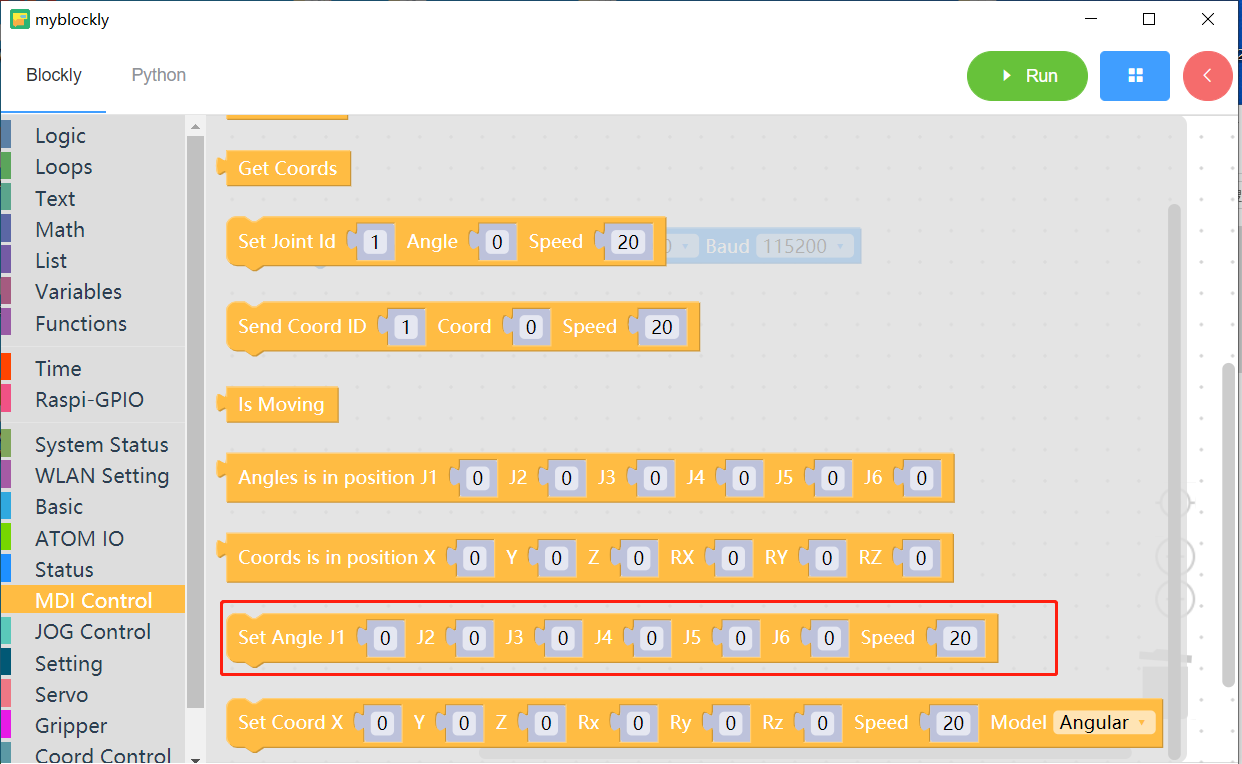 myblockly
Blockly Python Run
Logic
Loops
Text
Math
List
Variables
Functions
Time
Raspi-GPIO
System Status
WLAN Setting
Basic
ATOM IO
Status
MDI Control
JOG Control
Setting
Servo
Gripper
Coord Control
Get Coords
Set Joint Id 1 Angle 0 Speed 20
0 Baud 115200
Send Coord ID 1 Coord 0 Speed 20
Is Moving
Angles is in position J1 0 J2 0 J3 0 J4 0 J5 0 J6 0
Coords is in position X 0 Y 0 Z 0 RX 0 RY 0 RZ 0
Set Angle J1 0 J2 0 J3 0 J4 0 J5 0 J6 0 Speed 20
Set Coord X 0 Y 0 Z 0 Rx 0 Ry 0 Rz 0 Speed 20 Model Angular